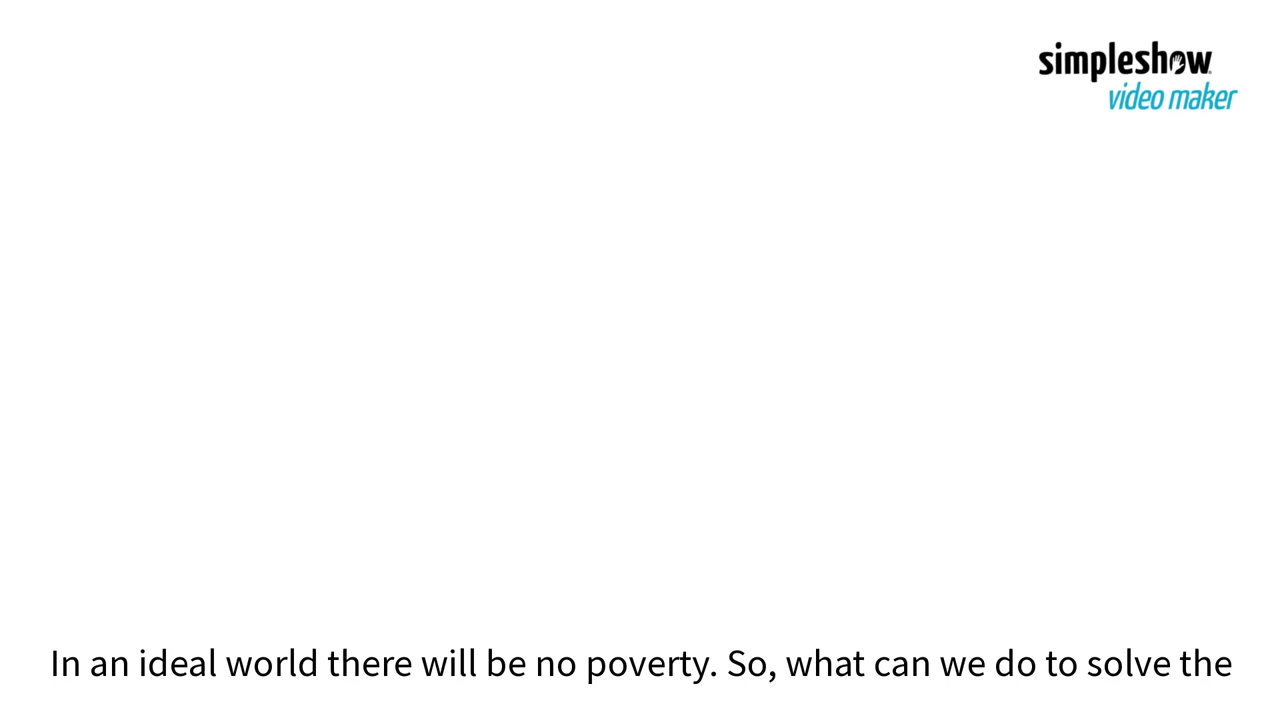 simpleshow
video maker
In an ideal world there will be no poverty. So, what can we do to solve the